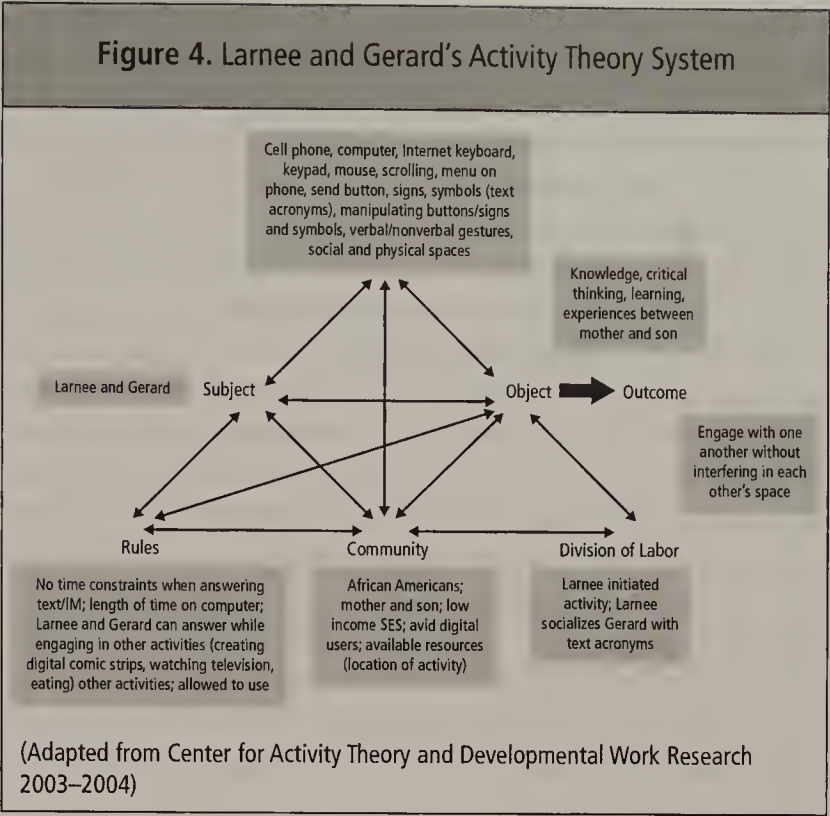 Figure 4. Larnee and Gerard's Activity Theory System
Cell phone, computer, Internet keyboard,
keypad, mouse, scrolling, menu on
phone, send button, signs, symbols (text
acronyms), manipulating buttons/signs
and symbols, verbal/nonverbal gestures,
social and physical spaces
Knowledge, critical
thinking, learning,
experiences between
mother and son
Larnee and Gerard
Subject
Object
Outcome
Engage with one
another without
interfering in each
other's space
Rules
Community
Division of Labor
No time constraints when answering
text/IM; length of time on computer;
Larnee and Gerard can answer while
engaging in other activities (creating
digital comic strips, watching television,
eating) other activities; allowed to use
African Americans;
mother and son; low
income SES; avid digital
users; available resources
(location of activity)
Larnee initiated
activity; Larnee
socializes Gerard with
text acronyms
(Adapted from Center for Activity Theory and Developmental Work Research
2003–2004)